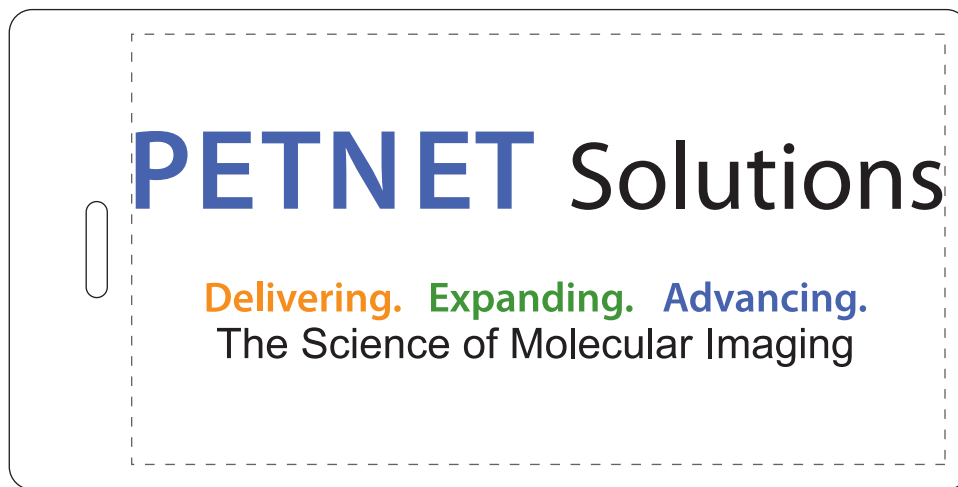 PETNET Solutions
Delivering. Expanding. Advancing.
The Science of Molecular Imaging